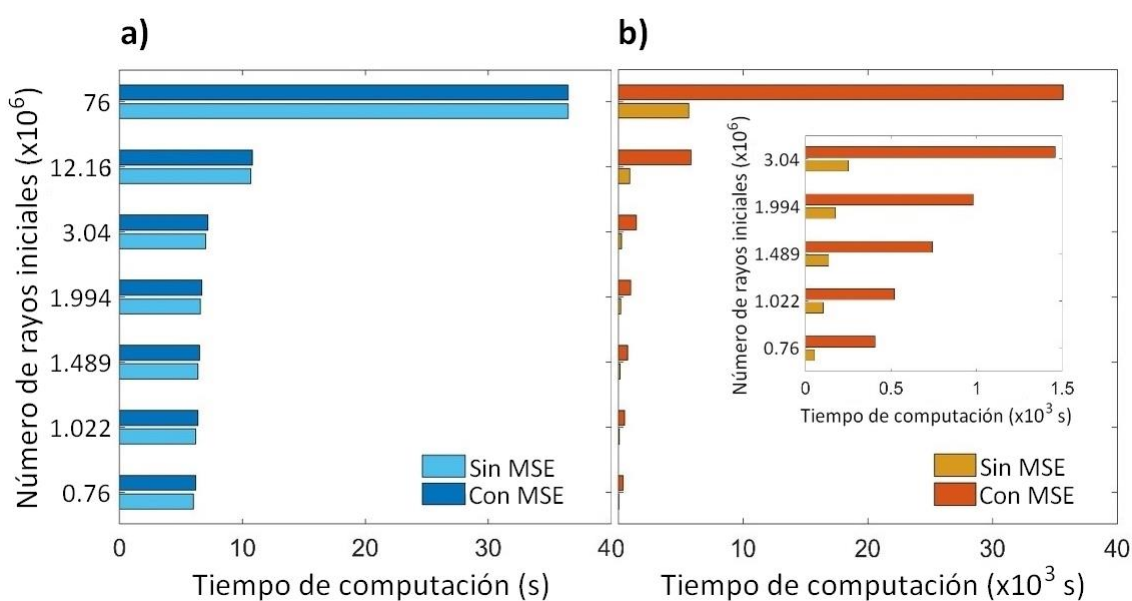 a)
Número de rayos iniciales (x10⁶)
76
12.16
3.04
1.994
1.489
1.022
0.76
Sin MSE
Con MSE
0 10 20 30 40
Tiempo de computación (s)
b)
Número de rayos iniciales (x10⁶)
3.04
1.994
1.489
1.022
0.76
0 0.5 1 1.5
Tiempo de computación (x10³ s)
Sin MSE
Con MSE
10 20 30 40
Tiempo de computación (x10³ s)